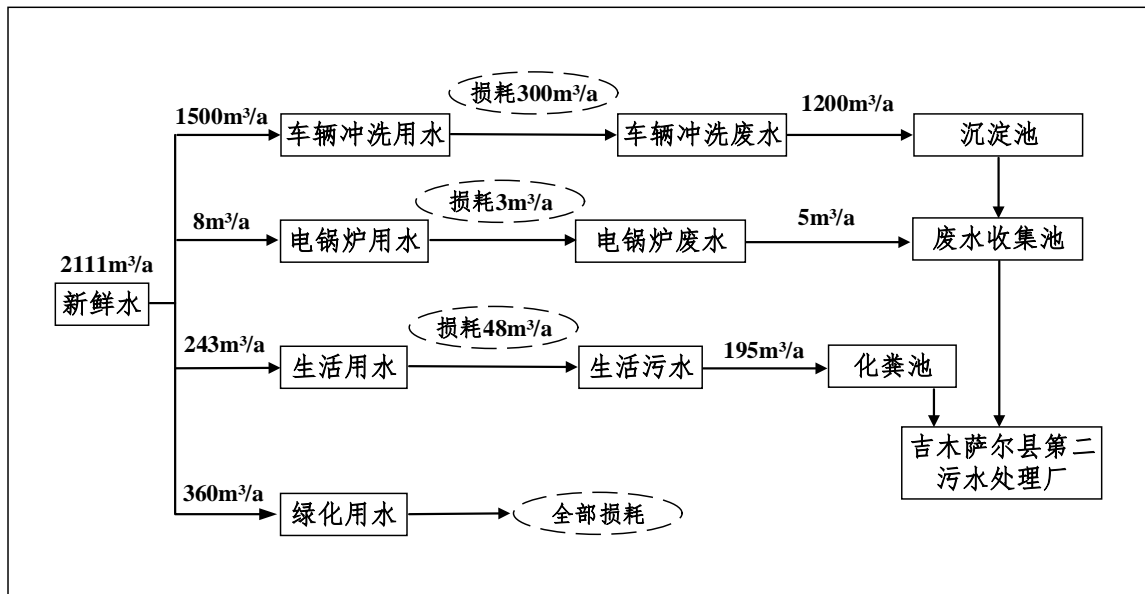 损耗300m³/a
1500m³/a
1200m³/a
车辆冲洗用水
车辆冲洗废水
沉淀池
损耗3m³/a
8m³/a
5m³/a
电锅炉用水
电锅炉废水
废水收集池
2111m³/a
新鲜水
损耗48m³/a
243m³/a
195m³/a
生活用水
生活污水
化粪池
吉木萨尔县第二
污水处理厂
360m³/a
绿化用水
全部损耗